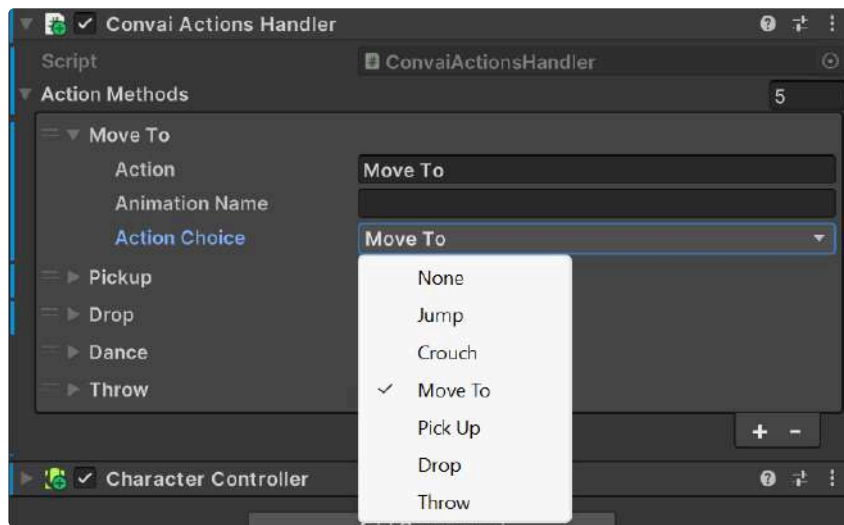 Convai Actions Handler
Script ConvaiActionsHandler
Action Methods 5
Move To
Action Move To
Animation Name
Action Choice Move To
Pickup
Drop
Dance
Throw
None
Jump
Crouch
Move To
Pick Up
Drop
Throw
+ -
Character Controller